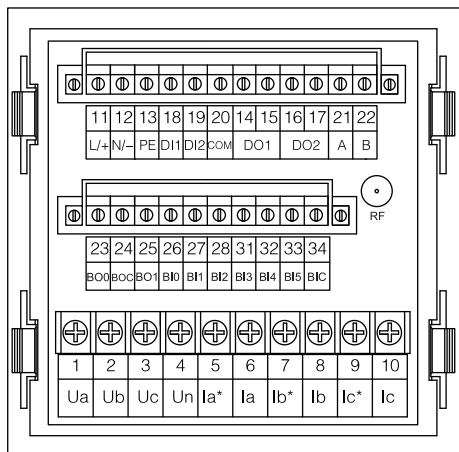 11 12 13 18 19 20 14 15 16 17 21 22
L/+ N/− PE DI1 DI2 COM DO1 DO2 A B
RF
23 24 25 26 27 28 31 32 33 34
BO0 BOC BO1 BI0 BI1 BI2 BI3 BI4 BI5 BIC
1 2 3 4 5 6 7 8 9 10
Ua Ub Uc Un Ia* Ia Ib* Ib Ic* Ic